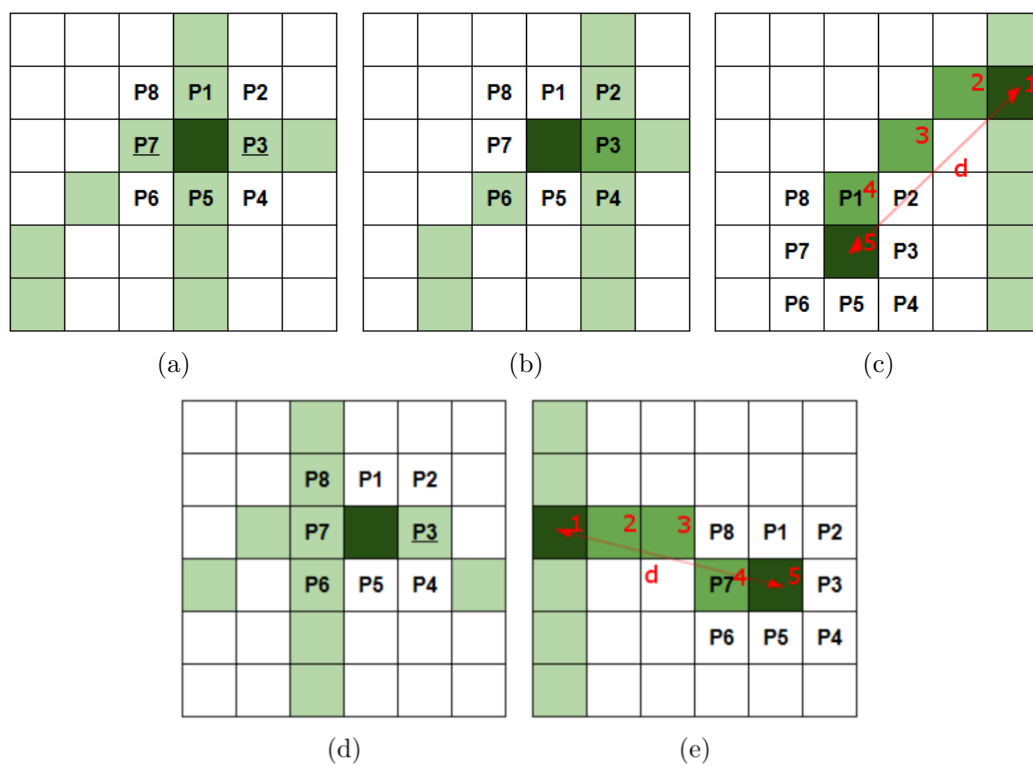 P8 P1 P2
P7 P3
P6 P5 P4
(a)
P8 P1 P2
P7 P3
P6 P5 P4
(b)
2 1
3
d
P8 P1 4 P2
P7 5 P3
P6 P5 P4
(c)
P8 P1 P2
P7 P3
P6 P5 P4
(d)
1 2 3 P8 P1 P2
d P7 4 5 P3
P6 P5 P4
(e)